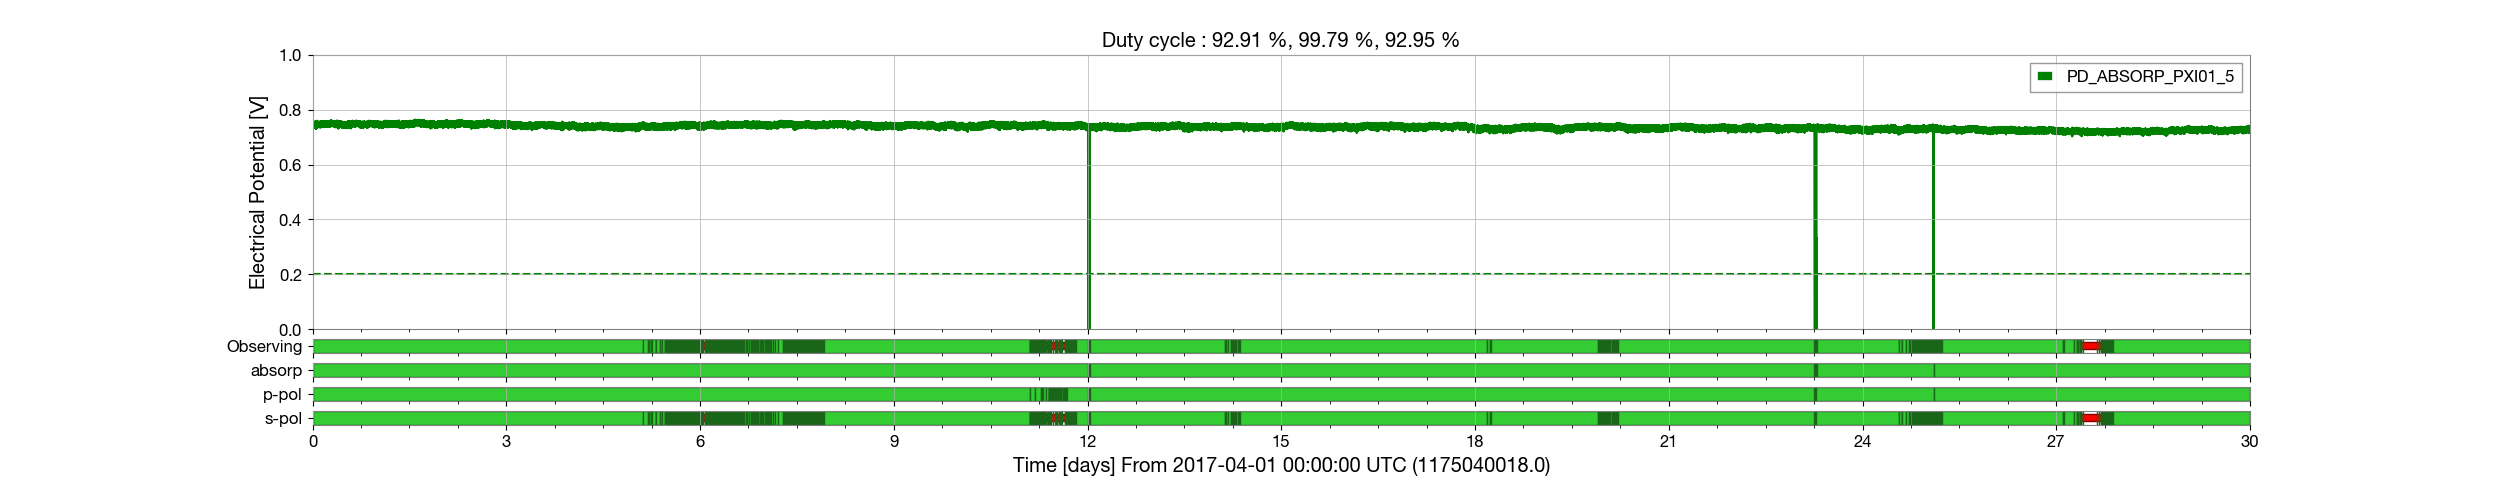 Duty cycle : 92.91 %, 99.79 %, 92.95 %
1.0
0.8
0.6
0.4
0.2
0.0
Electrical Potential [V]
PD_ABSORP_PXI01_5
Observing
absorp
p-pol
s-pol
0 3 6 9 12 15 18 21 24 27 30
Time [days] From 2017-04-01 00:00:00 UTC (1175040018.0)